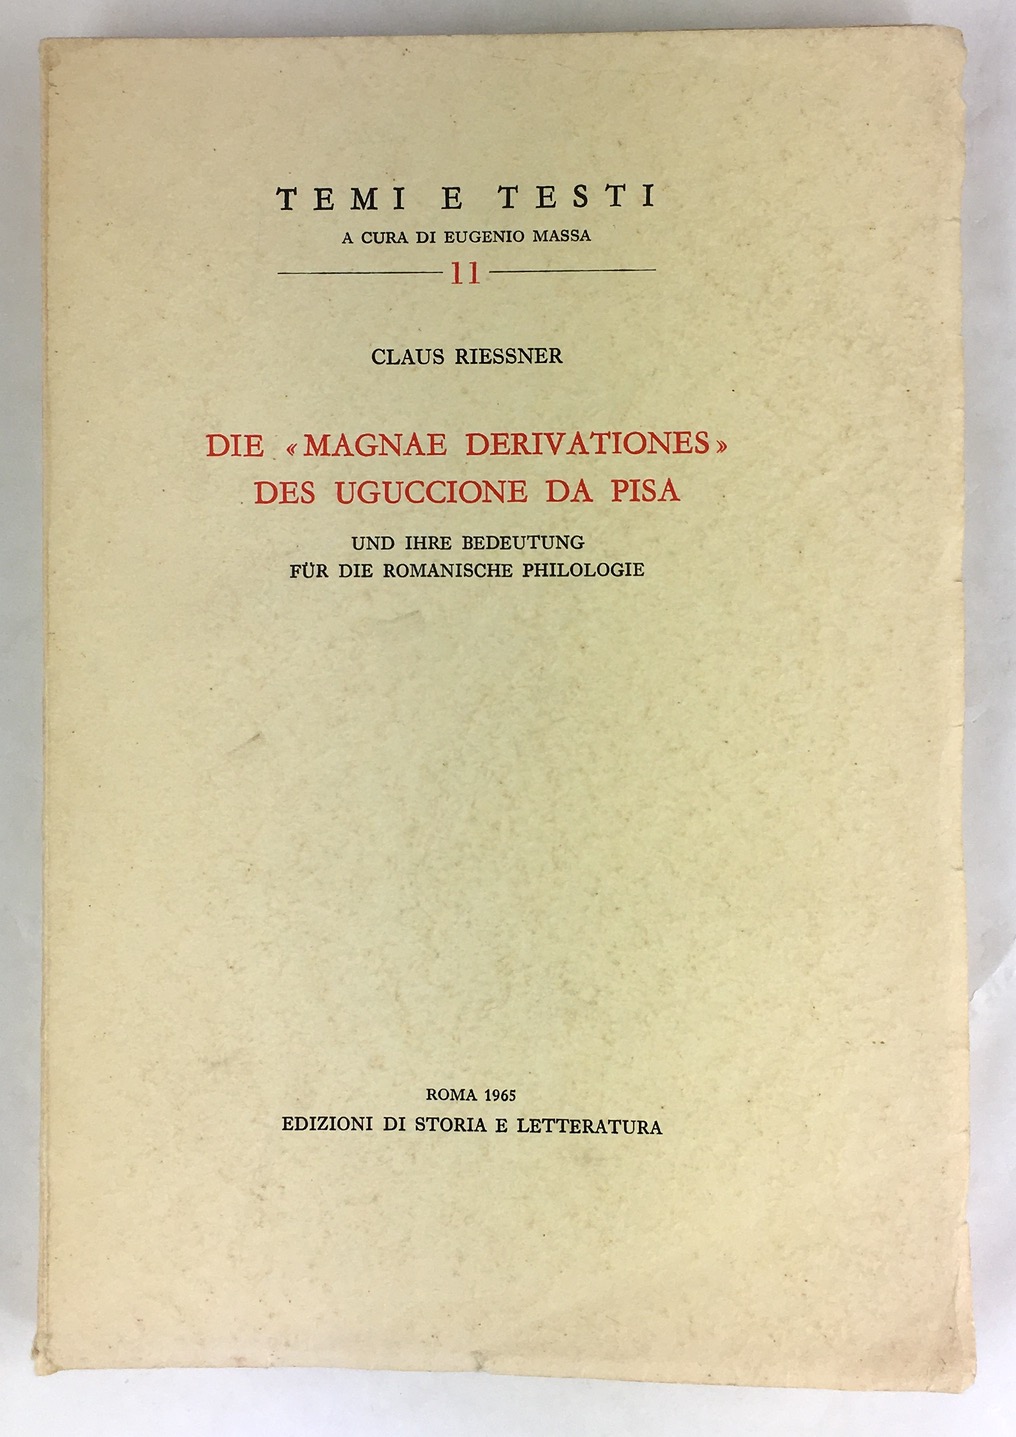 TEMI E TESTI
A CURA DI EUGENIO MASSA
11
CLAUS RIESSNER
DIE «MAGNAE DERIVATIONES»
DES UGUCCIONE DA PISA
UND IHRE BEDEUTUNG
FÜR DIE ROMANISCHE PHILOLOGIE
ROMA 1965
EDIZIONI DI STORIA E LETTERATURA